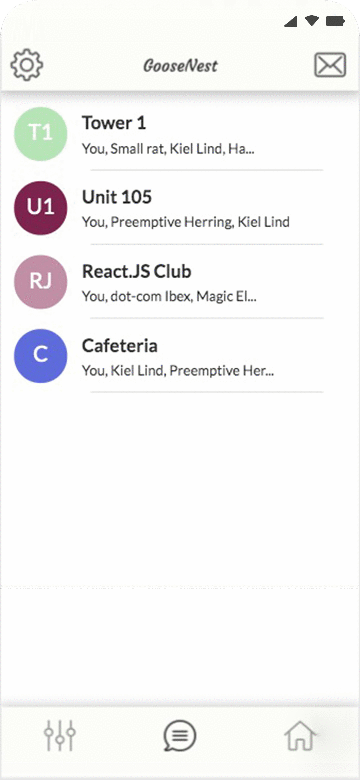 GooseNest
T1
Tower 1
You, Small rat, Kiel Lind, Ha...
U1
Unit 105
You, Preemptive Herring, Kiel Lind
RJ
React.JS Club
You, dot-com Ibex, Magic El...
C
Cafeteria
You, Kiel Lind, Preemptive Her...